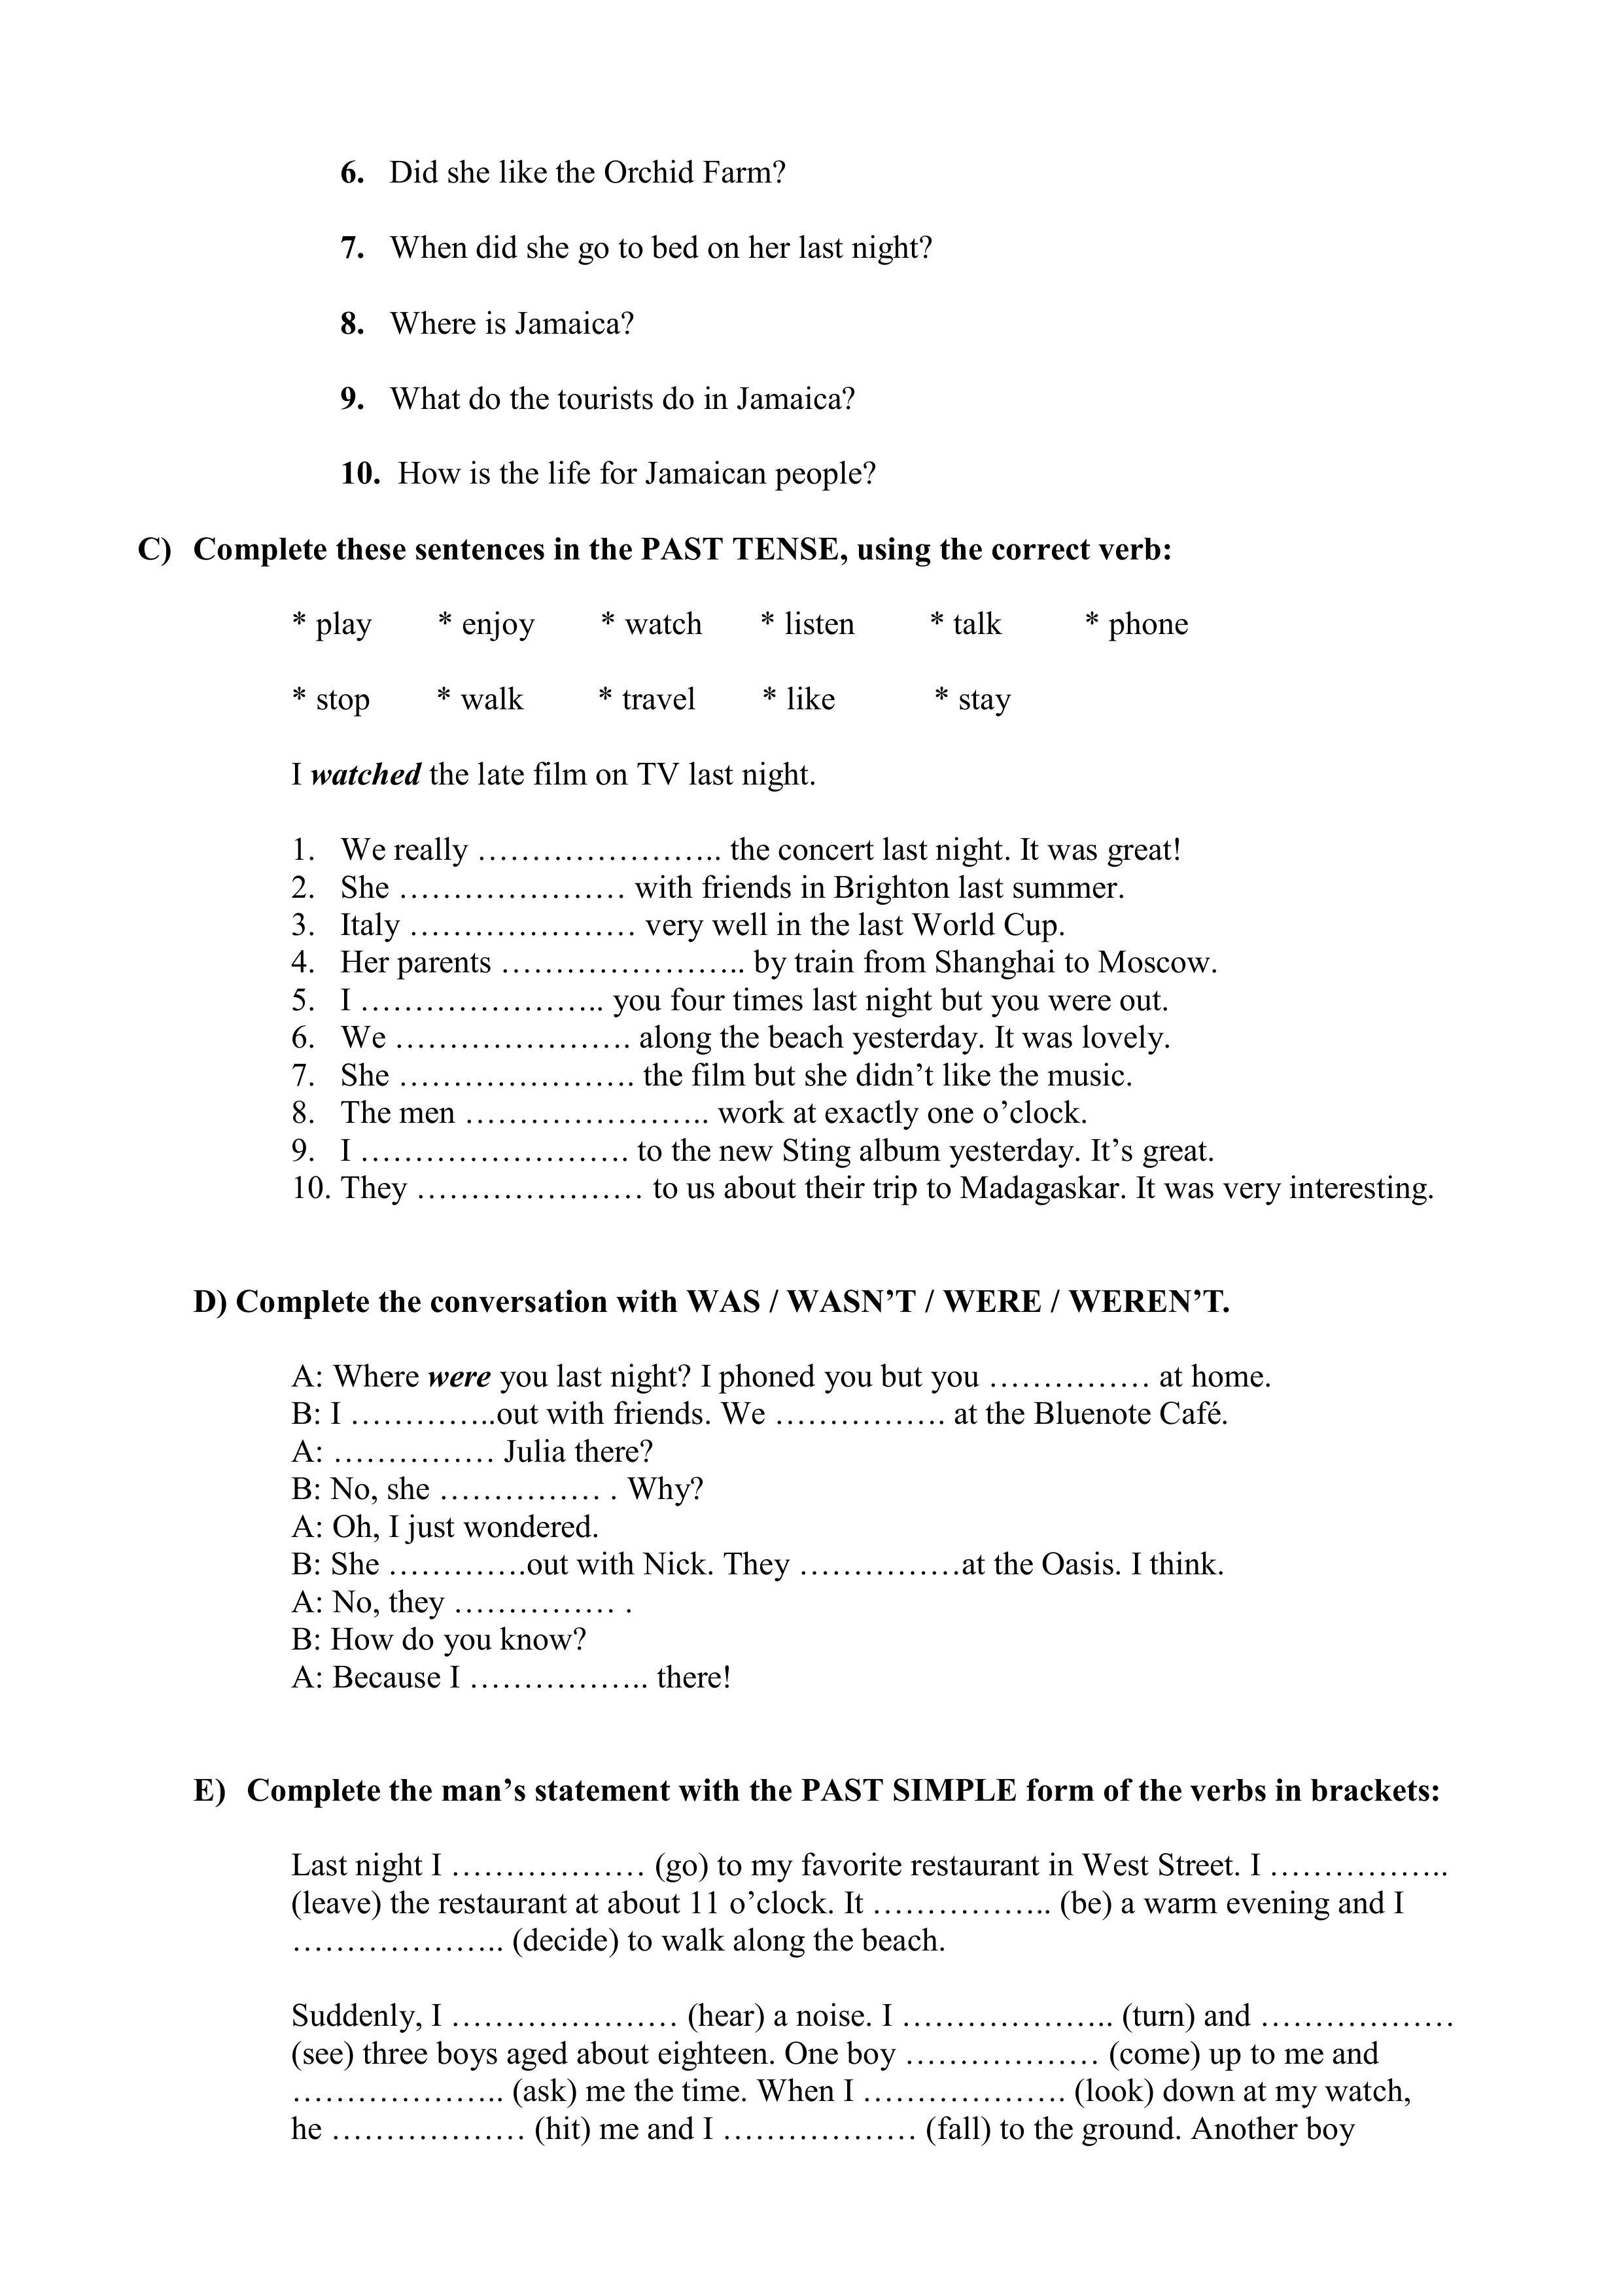 6. Did she like the Orchid Farm?
7. When did she go to bed on her last night?
8. Where is Jamaica?
9. What do the tourists do in Jamaica?
10. How is the life for Jamaican people?
C) Complete these sentences in the PAST TENSE, using the correct verb:
* play * enjoy * watch * listen * talk * phone
* stop * walk * travel * like * stay
I watched the late film on TV last night.
1. We really …………………….. the concert last night. It was great!
2. She ………………… with friends in Brighton last summer.
3. Italy ………………… very well in the last World Cup.
4. Her parents …………………….. by train from Shanghai to Moscow.
5. I …………………….. you four times last night but you were out.
6. We …………………. along the beach yesterday. It was lovely.
7. She …………………. the film but she didn’t like the music.
8. The men …………………….. work at exactly one o’clock.
9. I ……………………. to the new Sting album yesterday. It’s great.
10. They ………………… to us about their trip to Madagaskar. It was very interesting.
D) Complete the conversation with WAS / WASN’T / WERE / WEREN’T.
A: Where were you last night? I phoned you but you …………… at home.
B: I …………..out with friends. We ……………. at the Bluenote Café.
A: …………… Julia there?
B: No, she …………… . Why?
A: Oh, I just wondered.
B: She ………….out with Nick. They ……………at the Oasis. I think.
A: No, they …………… .
B: How do you know?
A: Because I …………….. there!
E) Complete the man’s statement with the PAST SIMPLE form of the verbs in brackets:
Last night I ……………… (go) to my favorite restaurant in West Street. I ……………..
(leave) the restaurant at about 11 o’clock. It …………….. (be) a warm evening and I
……………….. (decide) to walk along the beach.
Suddenly, I ………………… (hear) a noise. I ……………….. (turn) and ………………
(see) three boys aged about eighteen. One boy ……………… (come) up to me and
……………….. (ask) me the time. When I ………………. (look) down at my watch,
he ……………… (hit) me and I ……………… (fall) to the ground. Another boy